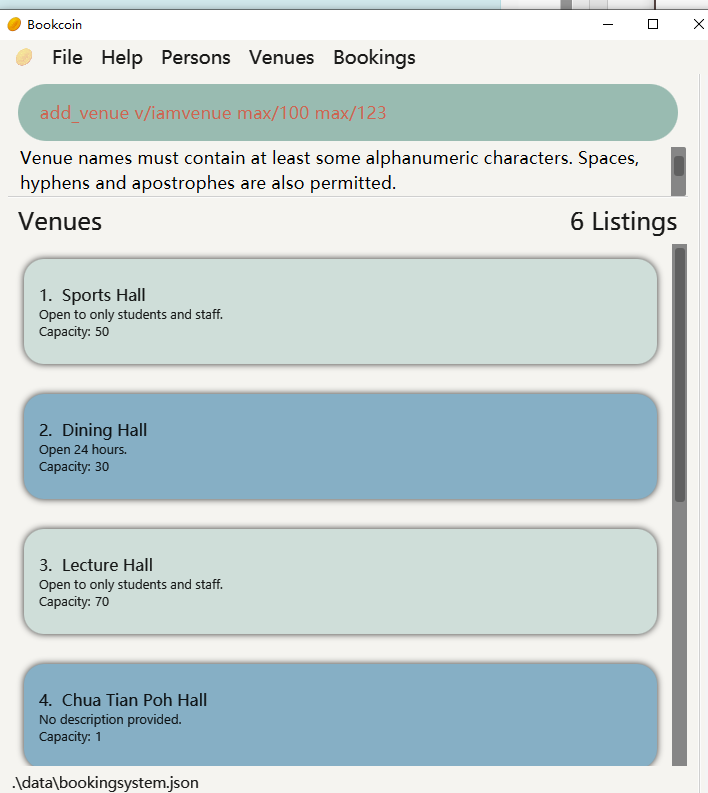 Bookcoin
File Help Persons Venues Bookings
add_venue v/iamvenue max/100 max/123
Venue names must contain at least some alphanumeric characters. Spaces,
hyphens and apostrophes are also permitted.
Venues 6 Listings
1. Sports Hall
Open to only students and staff.
Capacity: 50
2. Dining Hall
Open 24 hours.
Capacity: 30
3. Lecture Hall
Open to only students and staff.
Capacity: 70
4. Chua Tian Poh Hall
No description provided.
Capacity: 1
.\data\bookingsystem.json